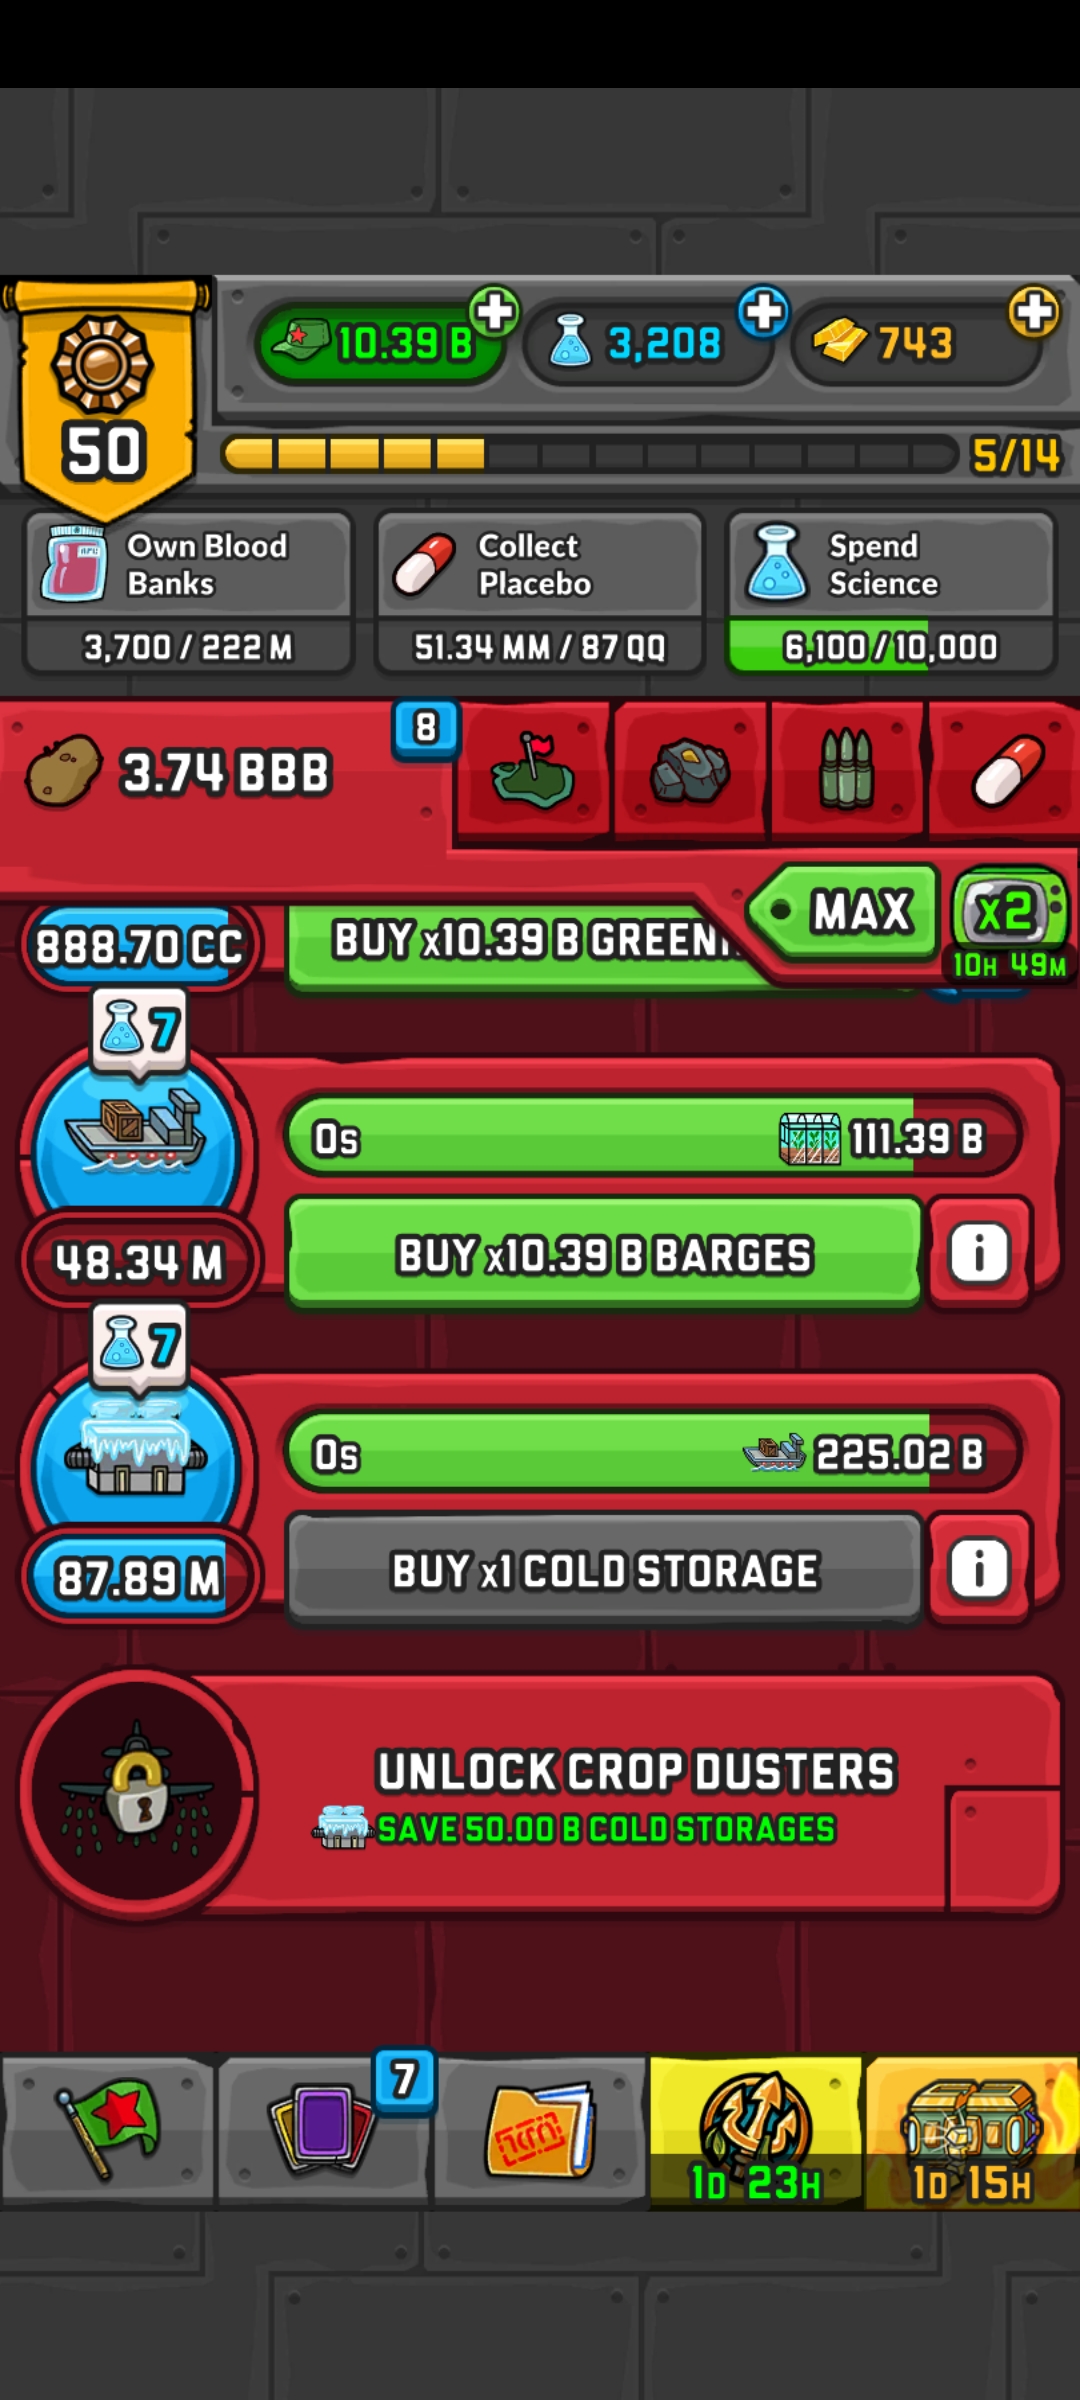 10.39 B
3,208
743
50
5/14
Own Blood
Banks
3,700 / 222 M
Collect
Placebo
51.34 MM / 87 QQ
Spend
Science
6,100 / 10,000
3.74 BBB
8
MAX
x2
10H 49M
888.70 CC
BUY x10.39 B GREEN
7
0s
111.39 B
48.34 M
BUY x10.39 B BARGES
i
7
0s
225.02 B
87.89 M
BUY x1 COLD STORAGE
i
UNLOCK CROP DUSTERS
SAVE 50.00 B COLD STORAGES
7
1D 23H
1D 15H